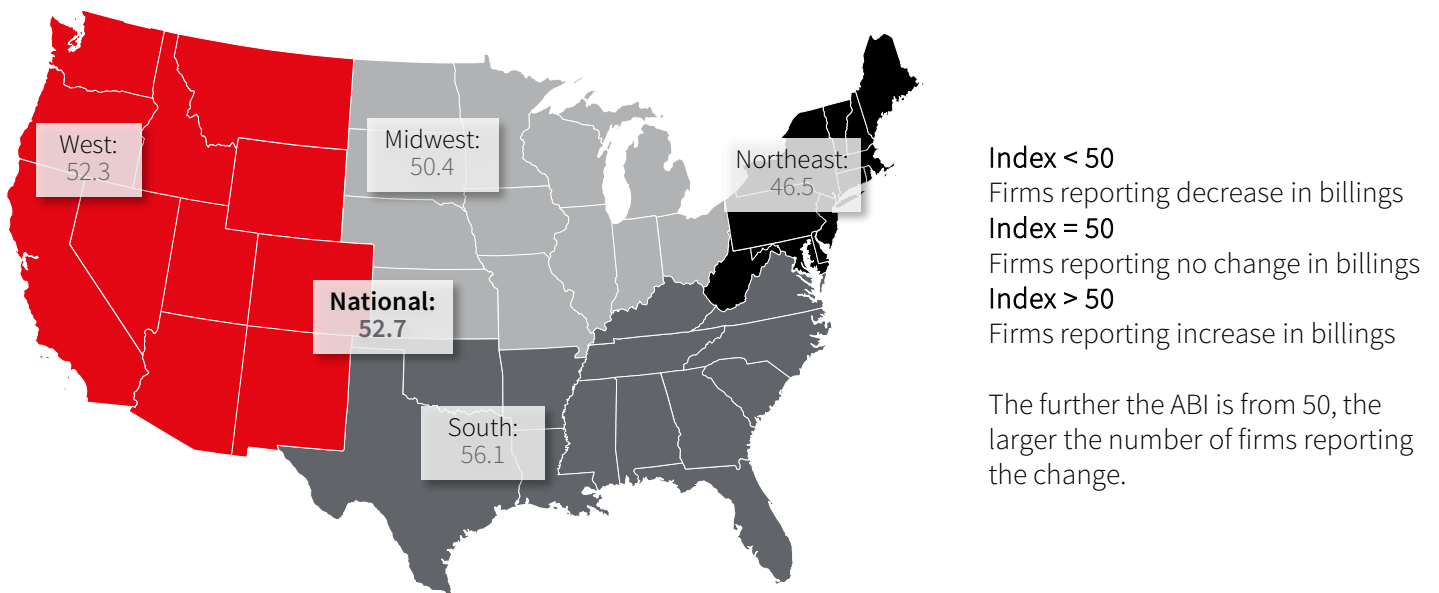 West:
52.3
Midwest:
50.4
Northeast:
46.5
National:
52.7
South:
56.1
Index < 50
Firms reporting decrease in billings
Index = 50
Firms reporting no change in billings
Index > 50
Firms reporting increase in billings
The further the ABI is from 50, the
larger the number of firms reporting
the change.